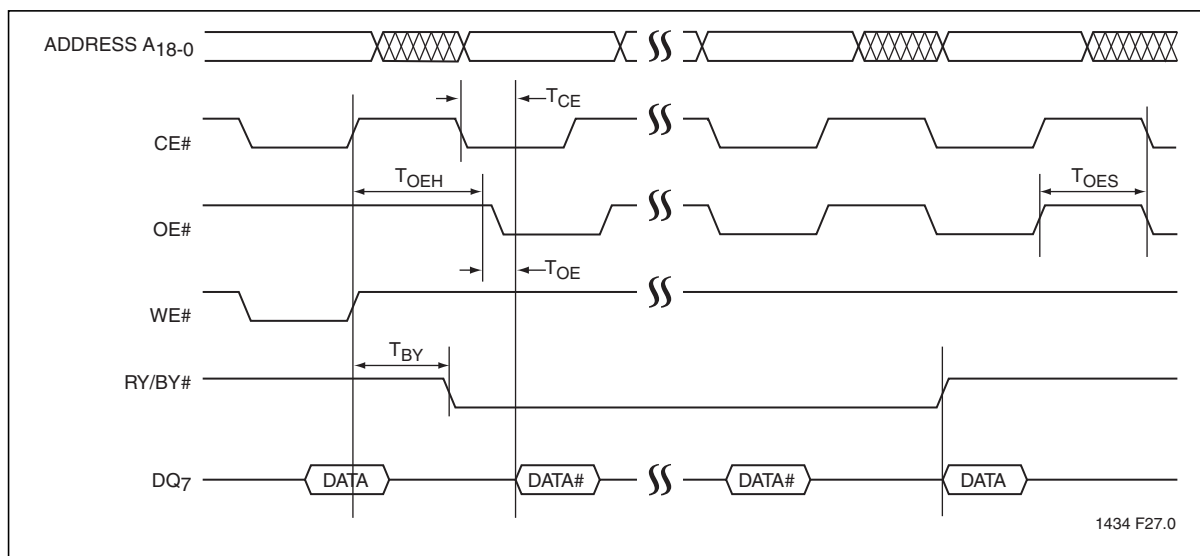 ADDRESS A18-0
TCE
CE#
TOEH
TOES
OE#
TOE
WE#
TBY
RY/BY#
DQ7
DATA
DATA#
DATA#
DATA
1434 F27.0